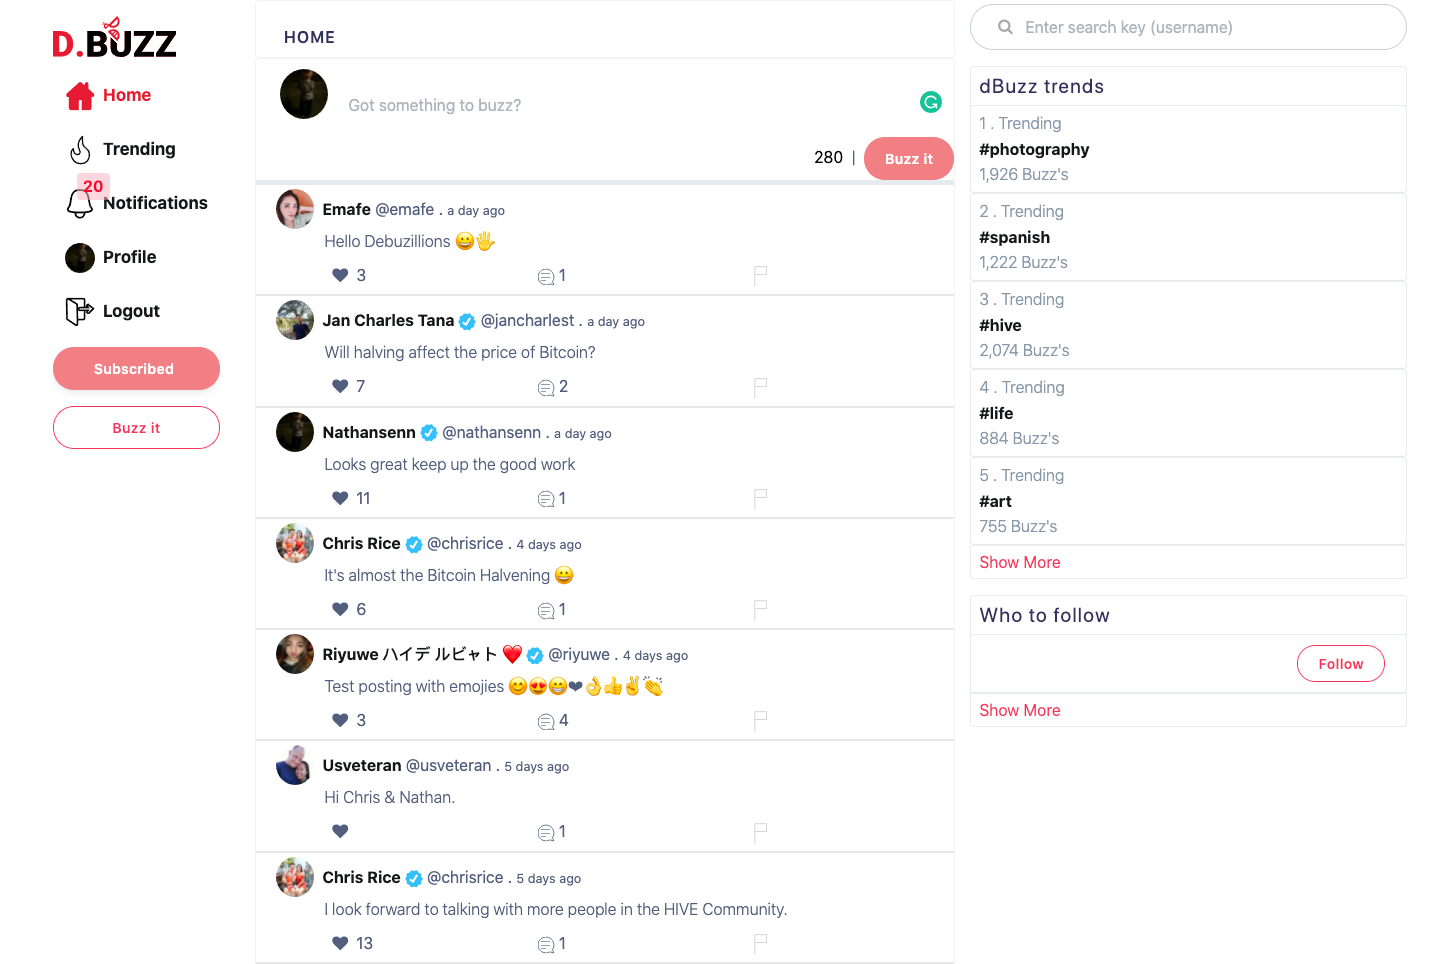 D.BUZZ
Home
Trending
20
Notifications
Profile
Logout
Subscribed
Buzz it
HOME
Got something to buzz?
280 | Buzz it
Emafe @emafe . a day ago
Hello Debuzillions 😀🖐
3 1
Jan Charles Tana @jancharlest . a day ago
Will halving affect the price of Bitcoin?
7 2
Nathansenn @nathansenn . a day ago
Looks great keep up the good work
11 1
Chris Rice @chrisrice . 4 days ago
It's almost the Bitcoin Halvening 😀
6 1
Riyuwe ハイデ ルビャト ❤️ @riyuwe . 4 days ago
Test posting with emojies 😊😍😁❤👌👍✌👏
3 4
Usveteran @usveteran . 5 days ago
Hi Chris & Nathan.
1
Chris Rice @chrisrice . 5 days ago
I look forward to talking with more people in the HIVE Community.
13 1
Enter search key (username)
dBuzz trends
1 . Trending
#photography
1,926 Buzz's
2 . Trending
#spanish
1,222 Buzz's
3 . Trending
#hive
2,074 Buzz's
4 . Trending
#life
884 Buzz's
5 . Trending
#art
755 Buzz's
Show More
Who to follow
Follow
Show More